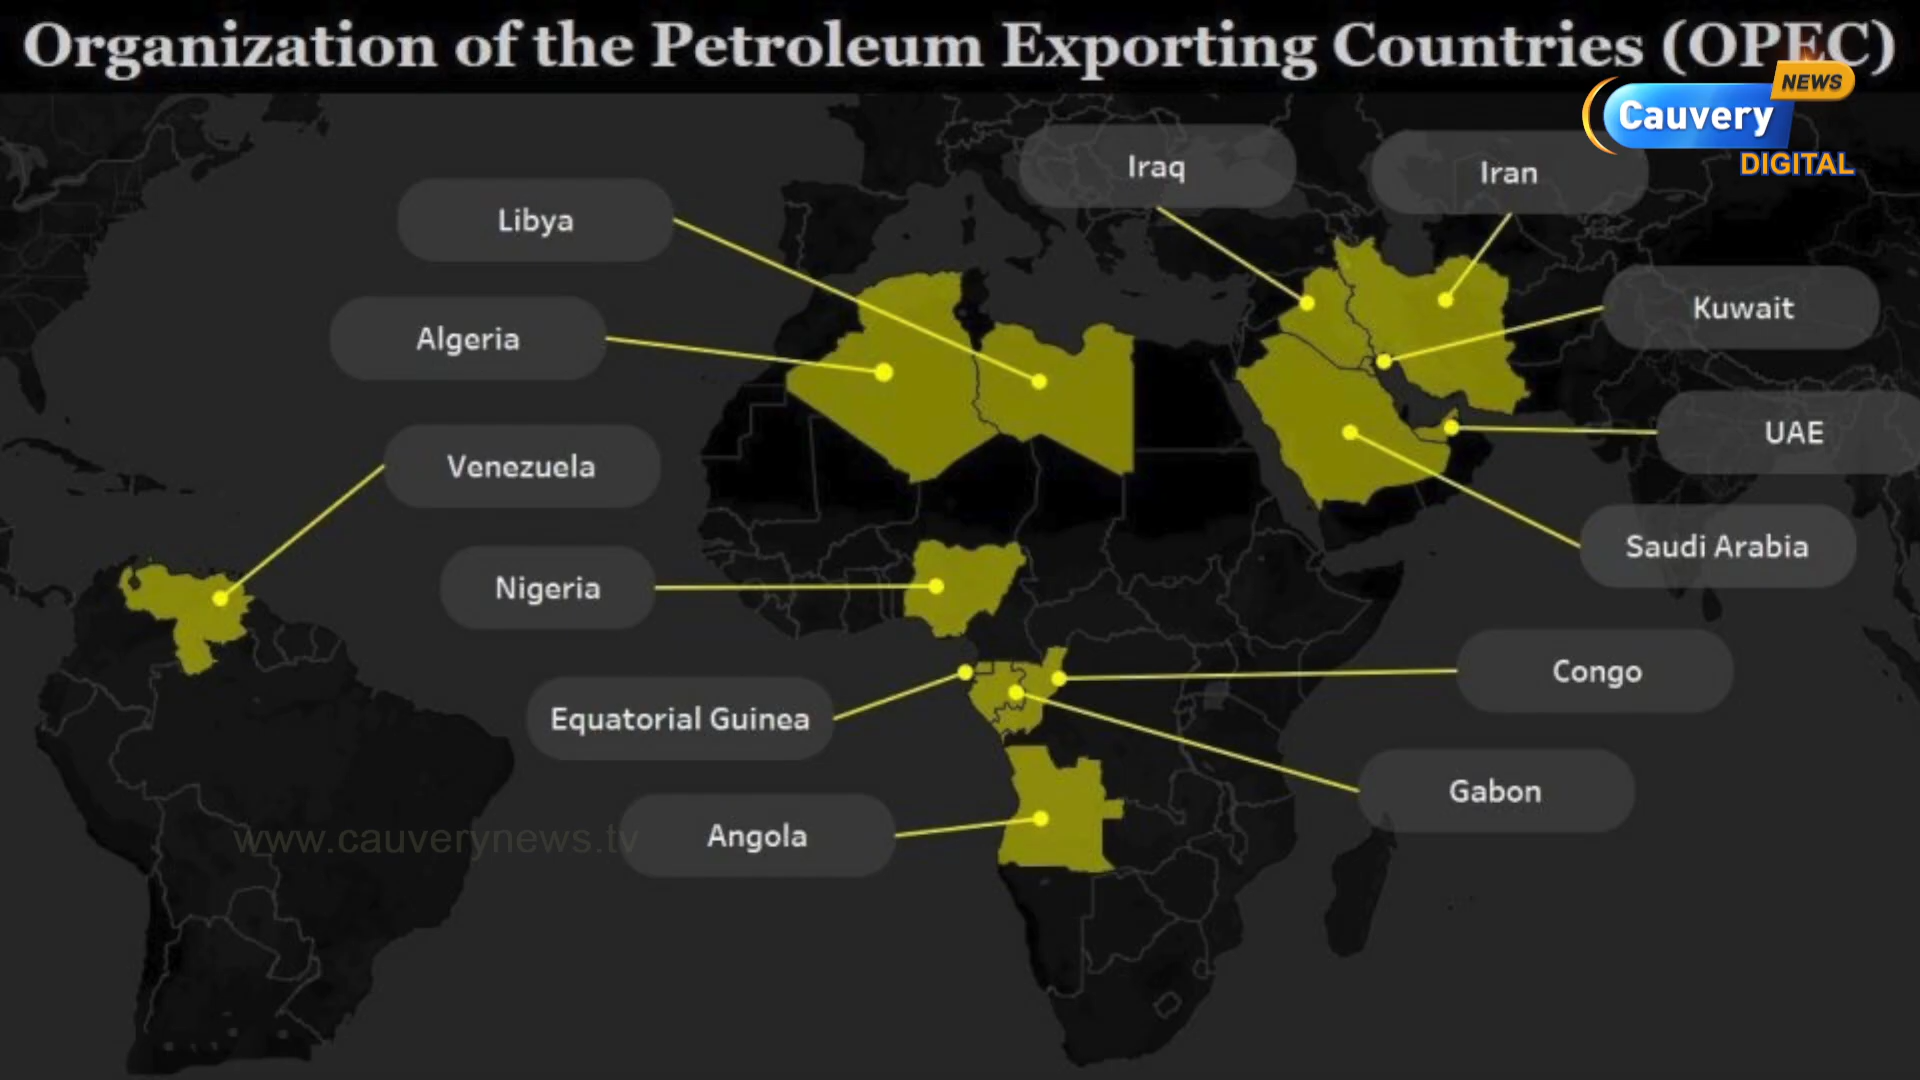 Organization of the Petroleum Exporting Countries (OPEC)
NEWS
Cauvery
DIGITAL
Iraq
Iran
Libya
Kuwait
Algeria
UAE
Venezuela
Saudi Arabia
Nigeria
Congo
Equatorial Guinea
Gabon
Angola
www.cauverynews.tv